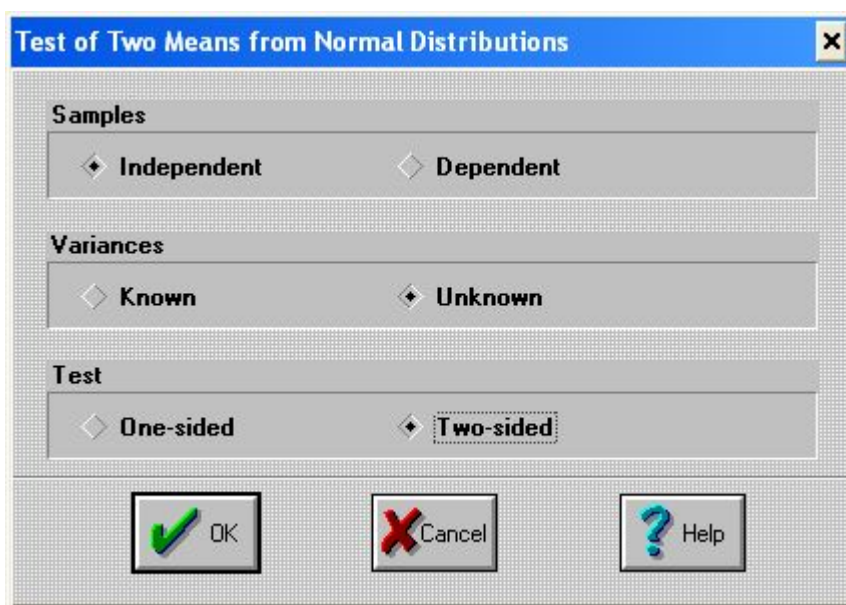 Test of Two Means from Normal Distributions
Samples
Independent Dependent
Variances
Known Unknown
Test
One-sided Two-sided
OK Cancel Help